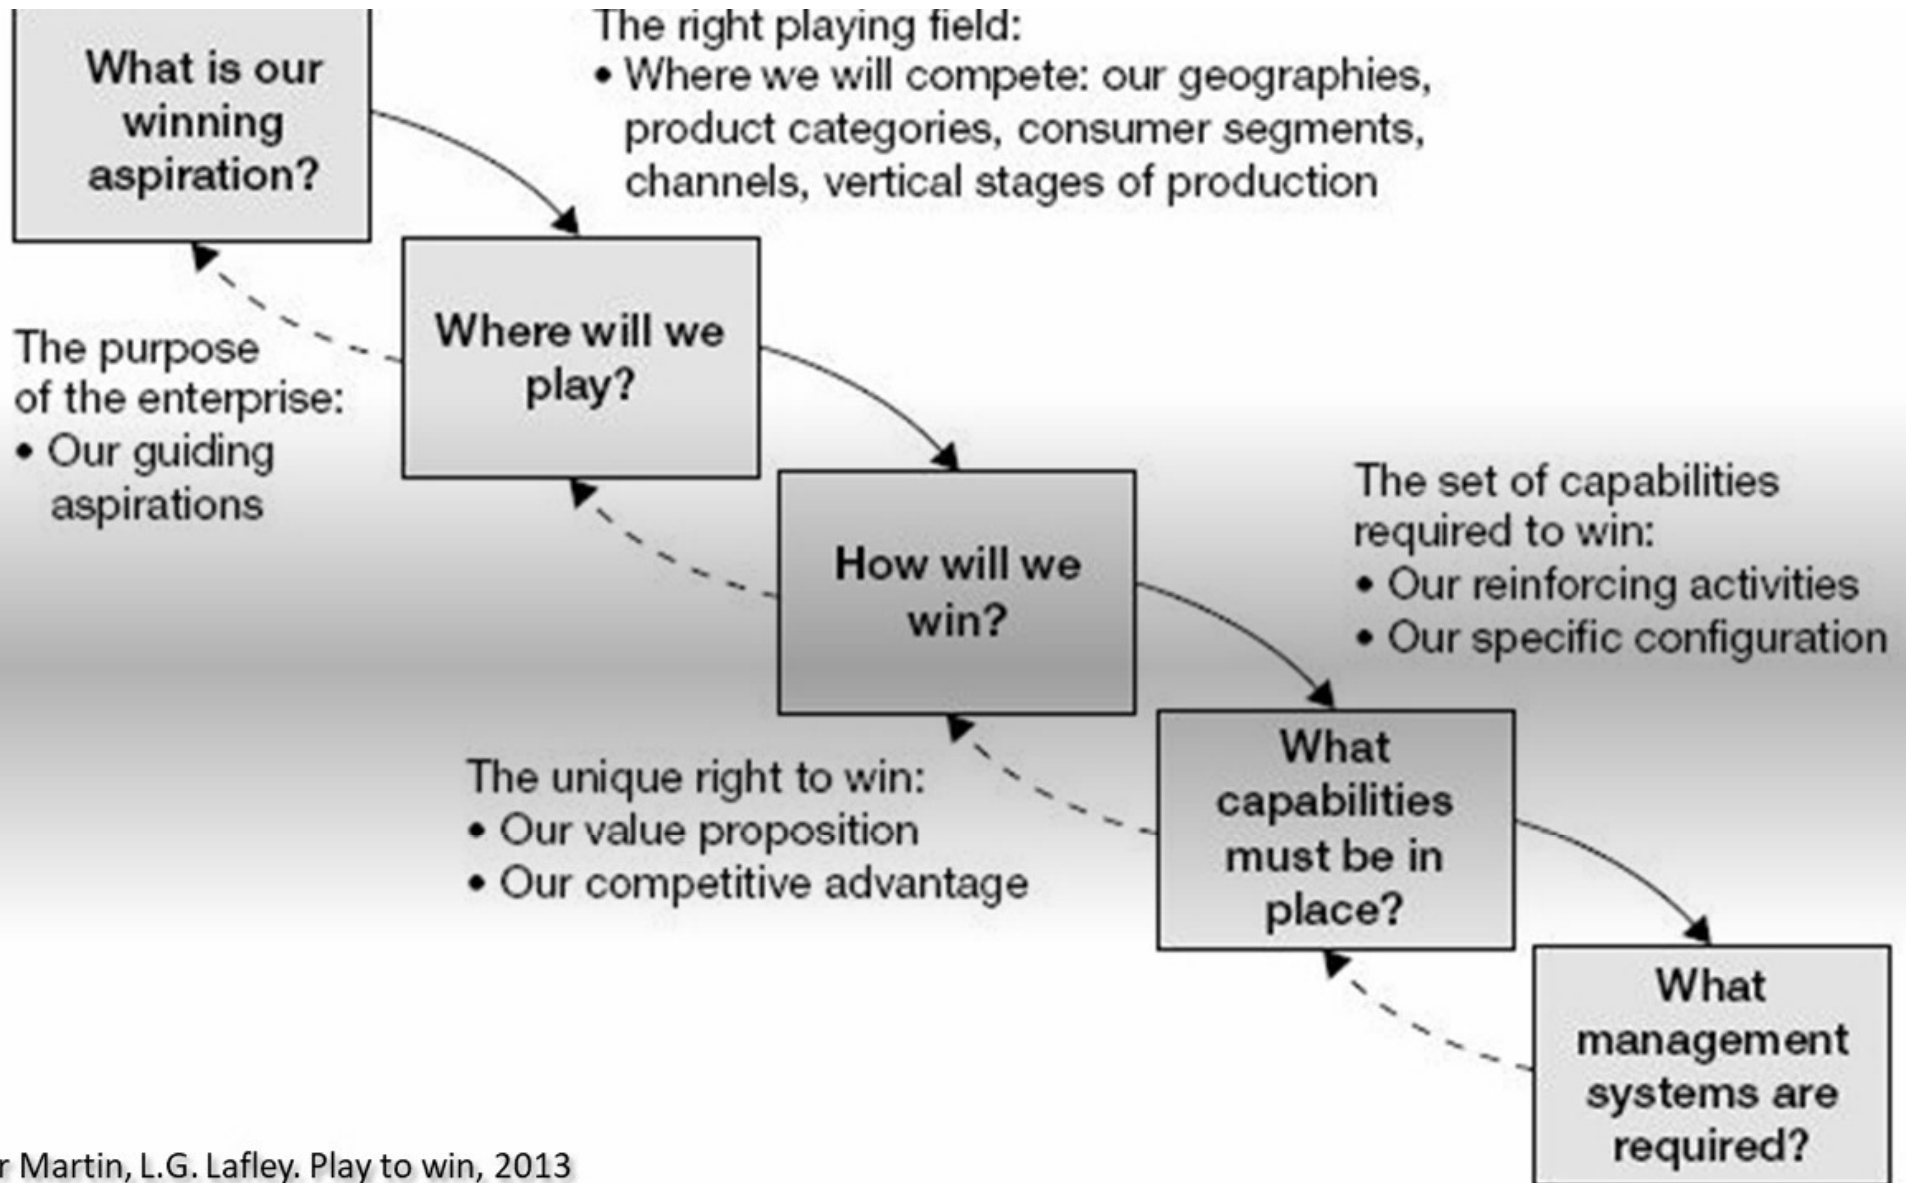 What is our
winning
aspiration?
The right playing field:
• Where we will compete: our geographies,
product categories, consumer segments,
channels, vertical stages of production
Where will we
play?
The purpose
of the enterprise:
• Our guiding
aspirations
How will we
win?
The set of capabilities
required to win:
• Our reinforcing activities
• Our specific configuration
The unique right to win:
• Our value proposition
• Our competitive advantage
What
capabilities
must be in
place?
What
management
systems are
required?
r Martin, L.G. Lafley. Play to win, 2013